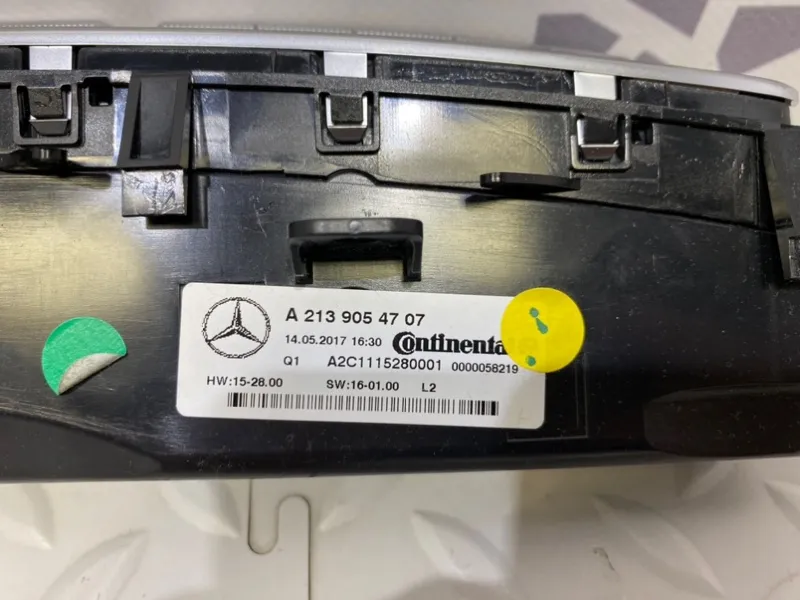 A 213 905 47 07
14.05.2017 16:30 Continental
Q1 A2C1115280001 0000058219
HW:15-28.00 SW:16-01.00 L2